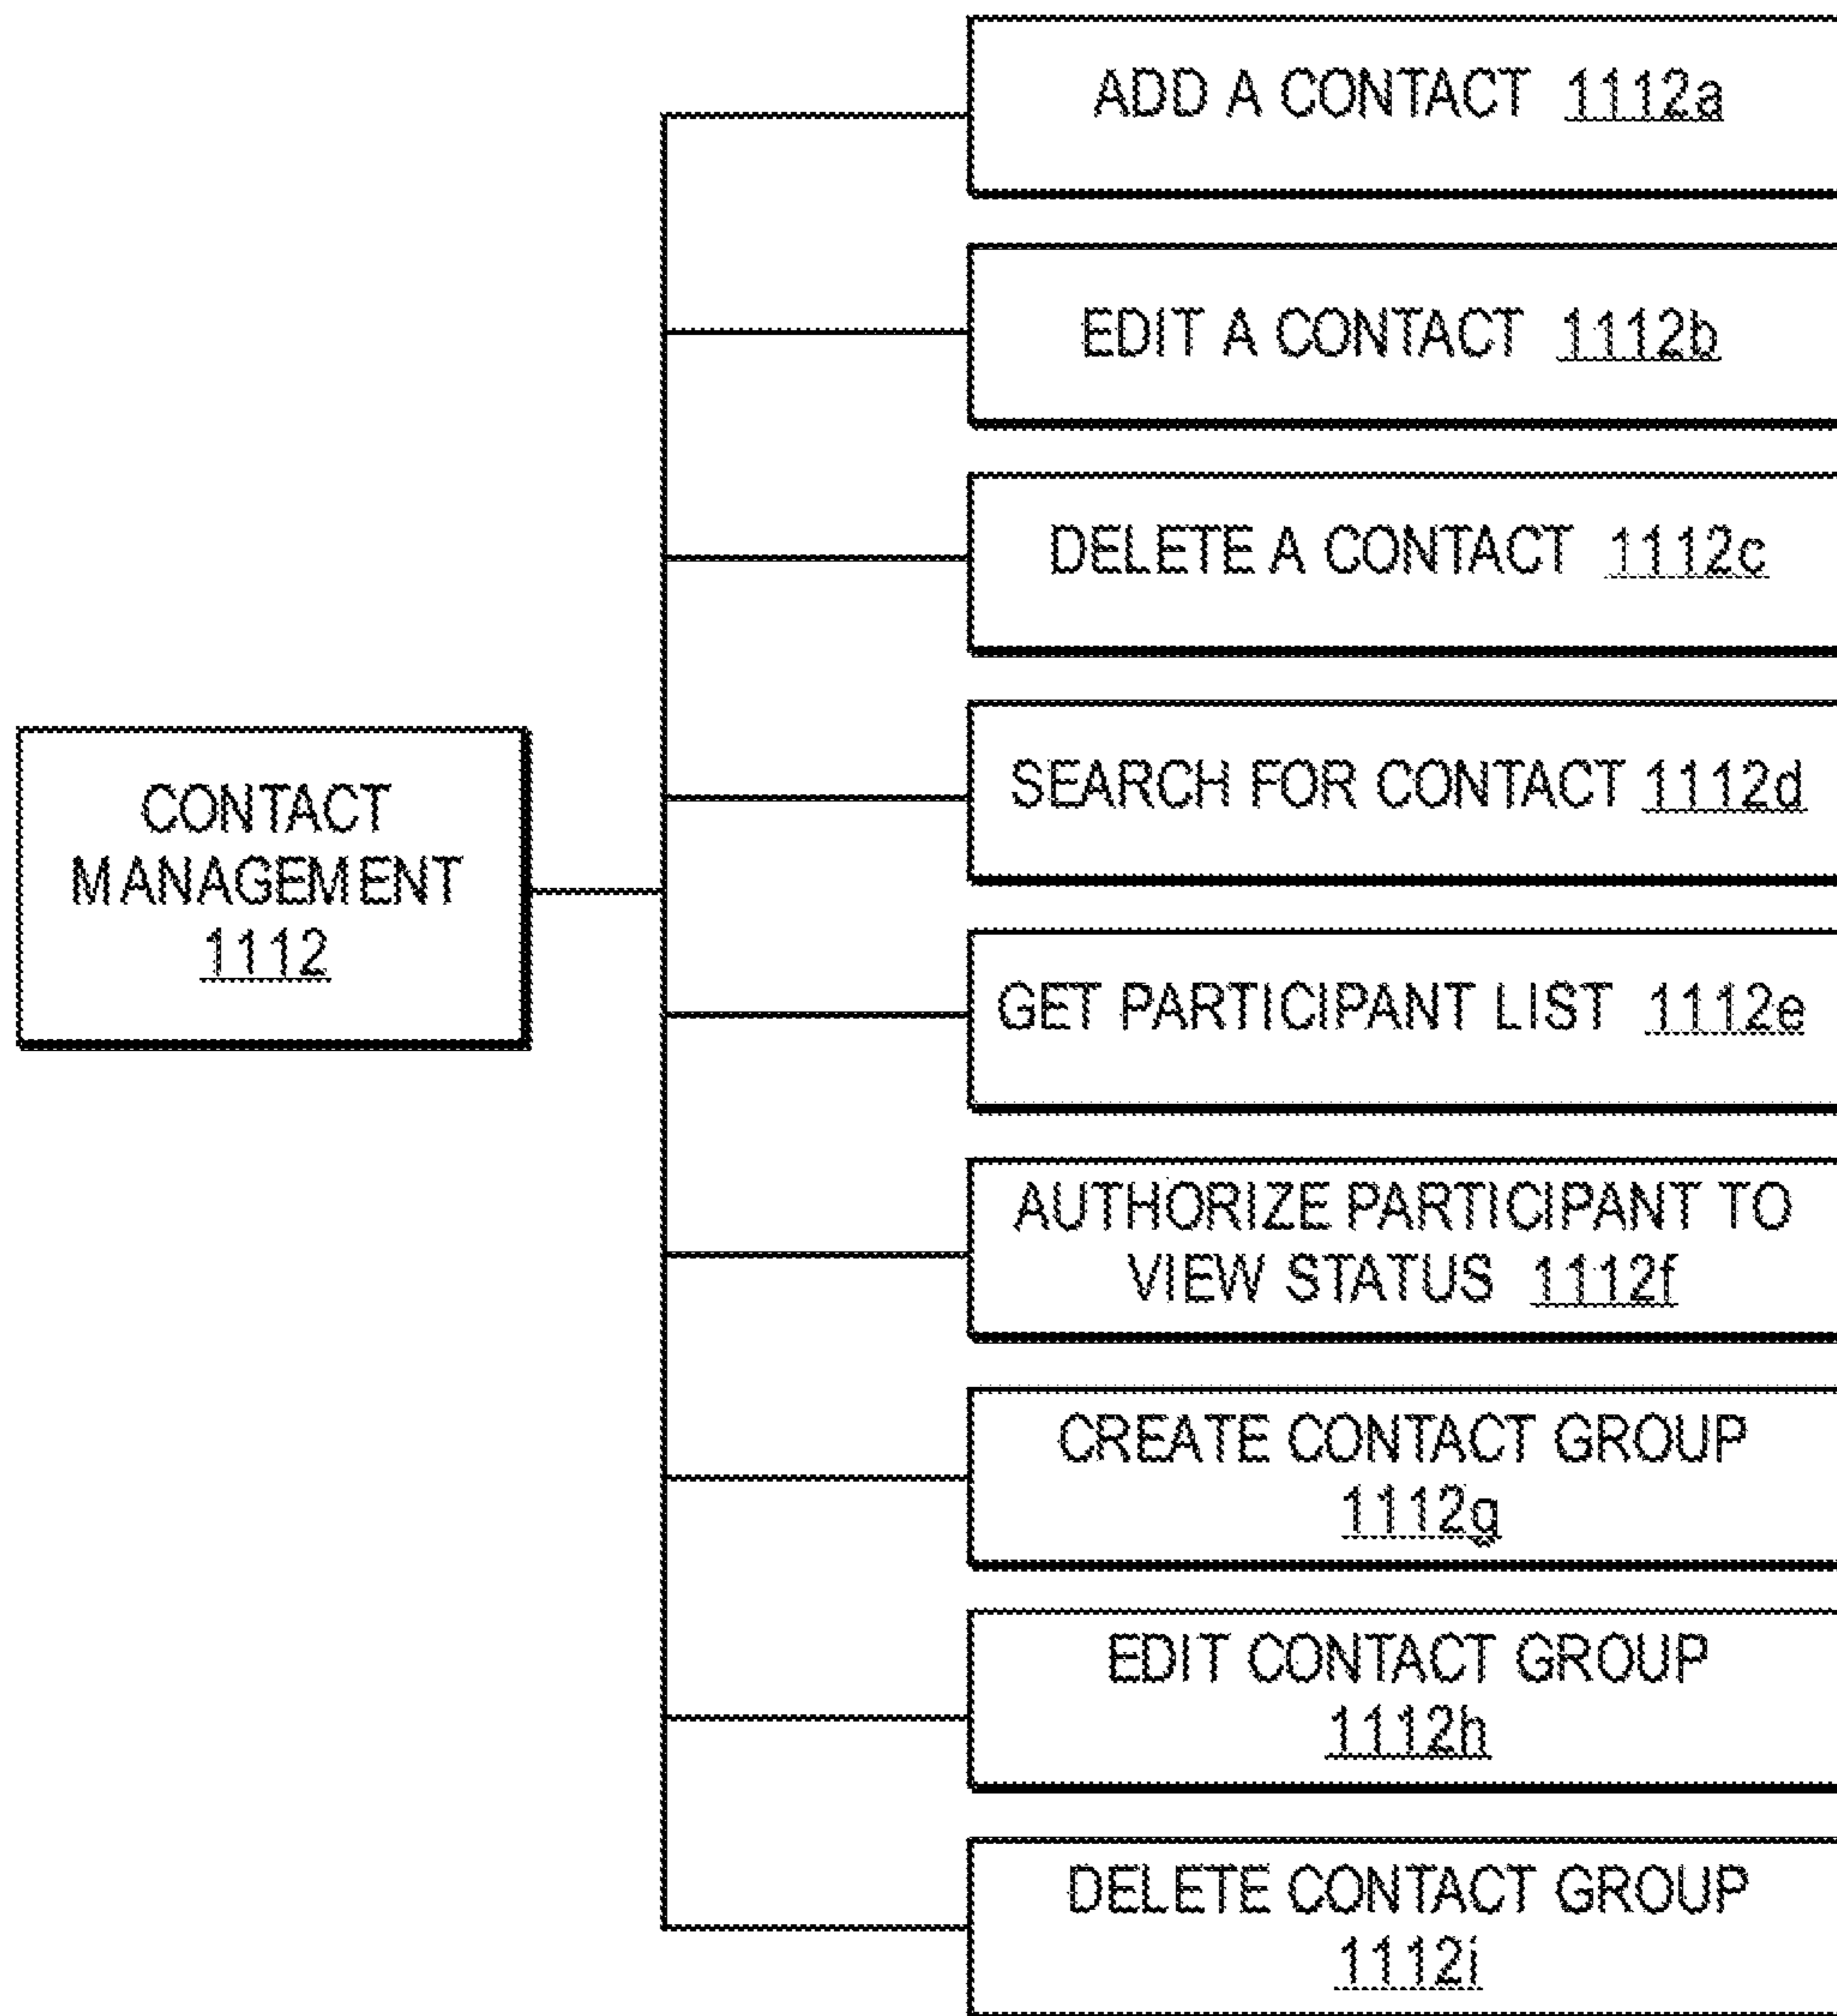 ADD A CONTACT 1112a
EDIT A CONTACT 1112b
DELETE A CONTACT 1112c
SEARCH FOR CONTACT 1112d
CONTACT
MANAGEMENT
1112
GET PARTICIPANT LIST 1112e
AUTHORIZE PARTICIPANT TO
VIEW STATUS 1112f
CREATE CONTACT GROUP
1112g
EDIT CONTACT GROUP
1112h
DELETE CONTACT GROUP
1112i